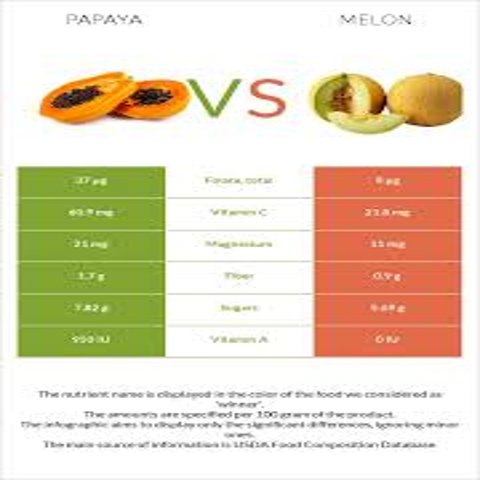 PAPAYA MELON
VS
37 µg Folate, total 8 µg
60.9 mg Vitamin C 21.8 mg
21 mg Magnesium 11 mg
1.7 g Fiber 0.9 g
7.82 g Sugars 5.69 g
950 IU Vitamin A 0 IU
The nutrient name is displayed in the color of the food we considered as
'winner'.
The amounts are specified per 100 gram of the product.
The infographic aims to display only the significant differences, ignoring minor
ones.
The main source of information is USDA Food Composition Database